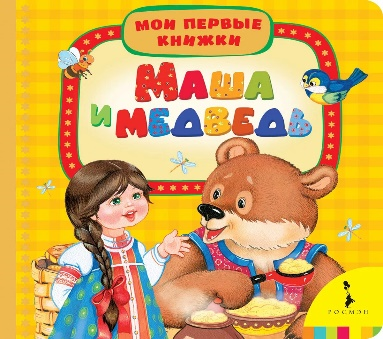 МОИ ПЕРВЫЕ
КНИЖКИ
МАША
И МЕДВЕДЬ
РОСМЭН